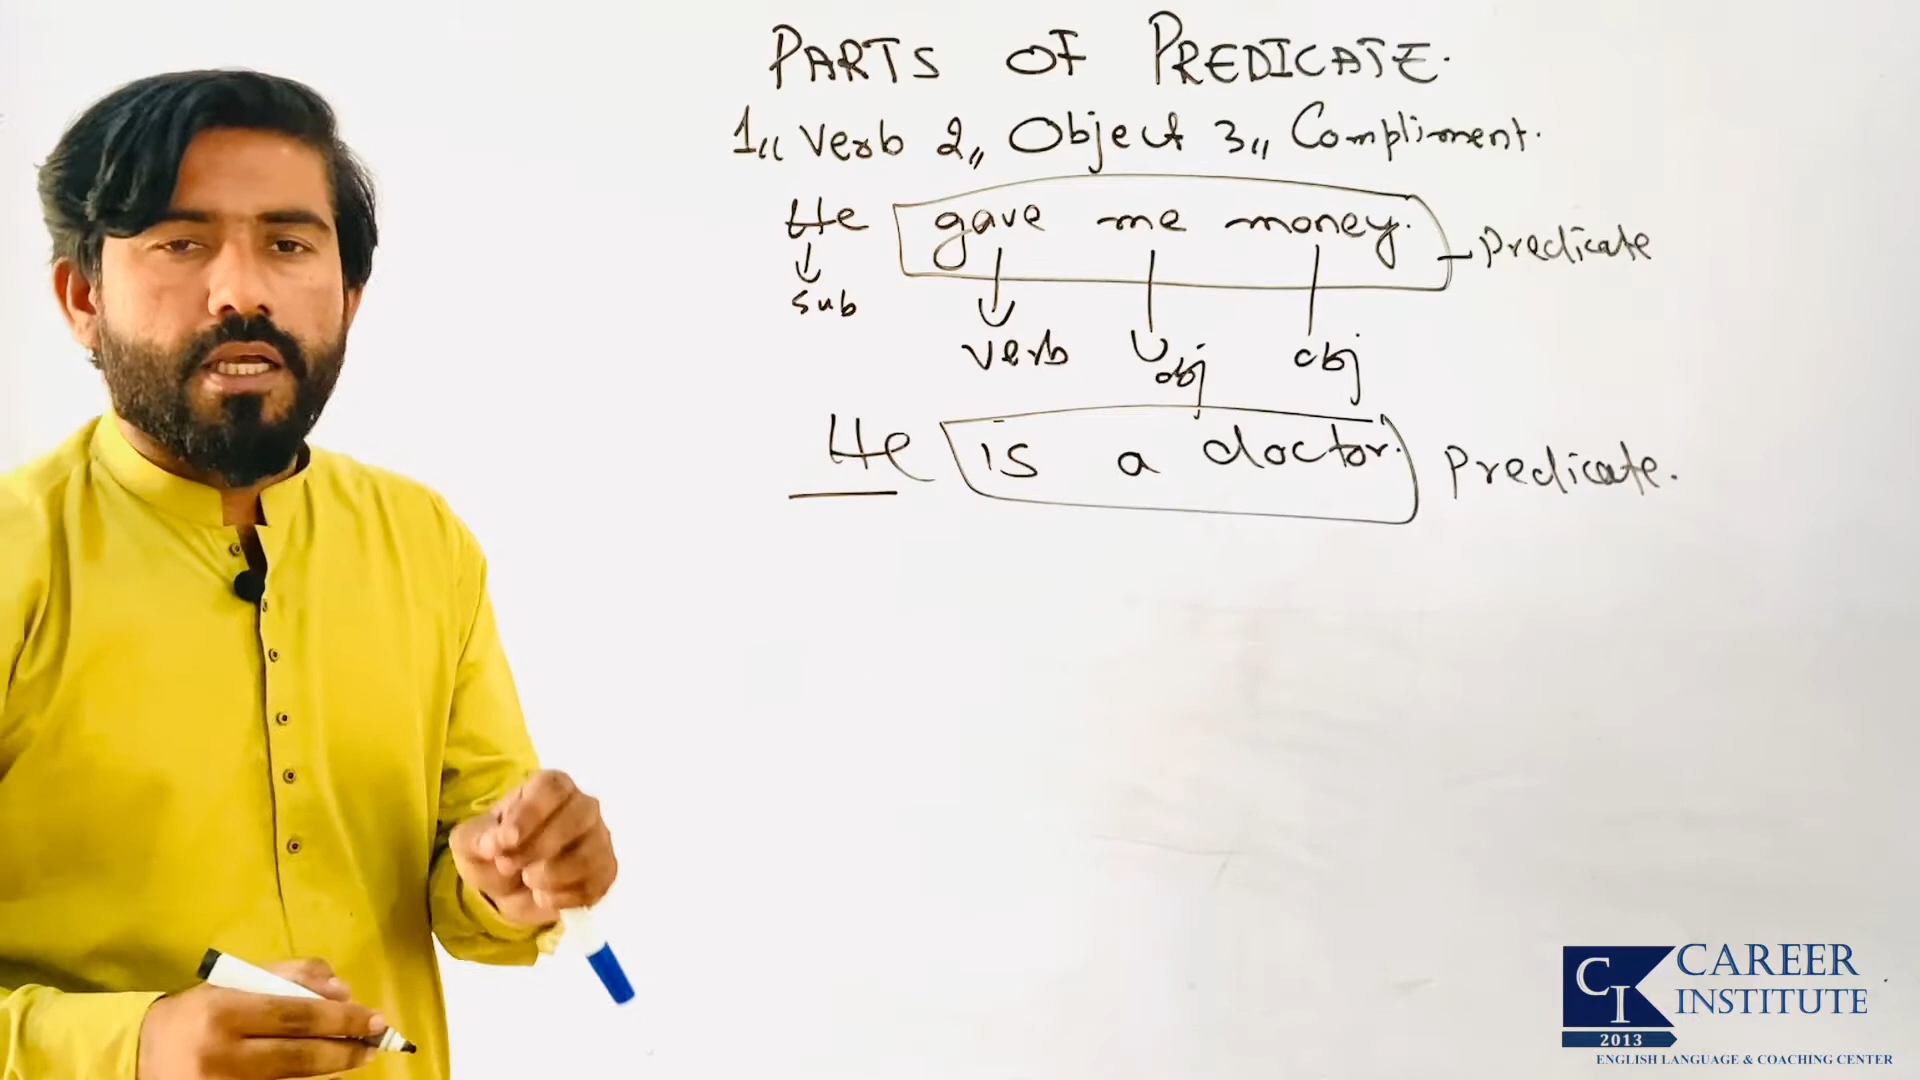 PARTS OF PREDICATE.
1,, Verb 2,, Object 3,, Compliment.
He gave me money. Predicate
sub
verb obj obj
He is a doctor. Predicate.
CI CAREER
INSTITUTE
2013
ENGLISH LANGUAGE & COACHING CENTER